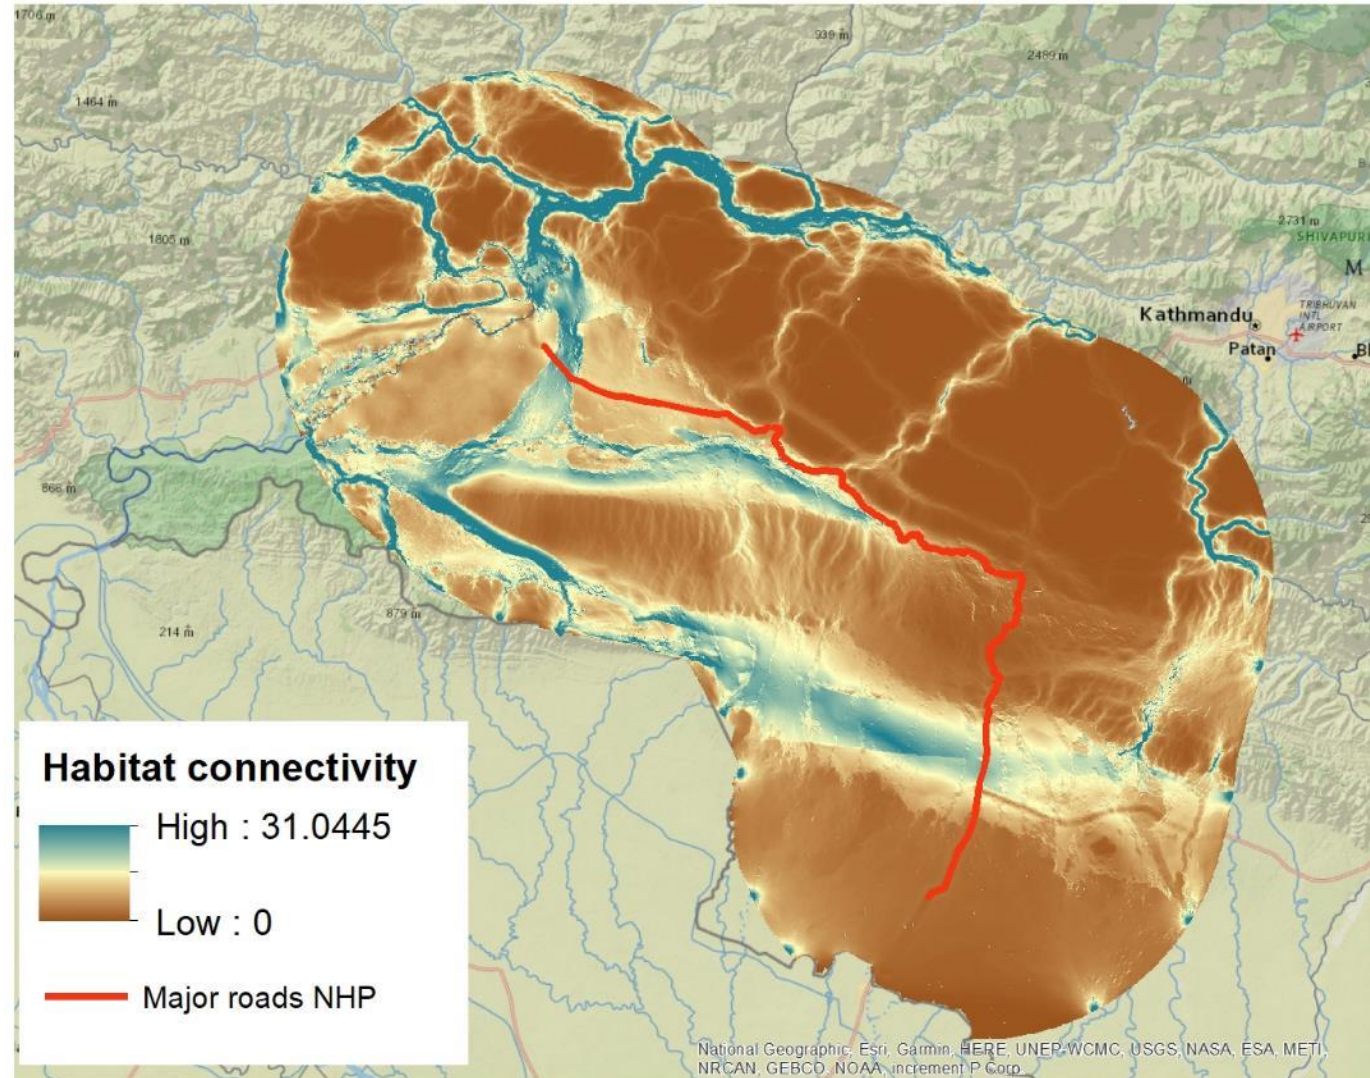 1706 m
939 m
2489 m
1464 m
2731 m
SHIVAPURI
1805 m
M
Kathmandu
TRIBHUVAN
INTL
AIRPORT
Patan
866 m
879 m
214 m
Habitat connectivity
High : 31.0445
Low : 0
Major roads NHP
National Geographic, Esri, Garmin, HERE, UNEP-WCMC, USGS, NASA, ESA, METI,
NRCAN, GEBCO, NOAA, increment P Corp.